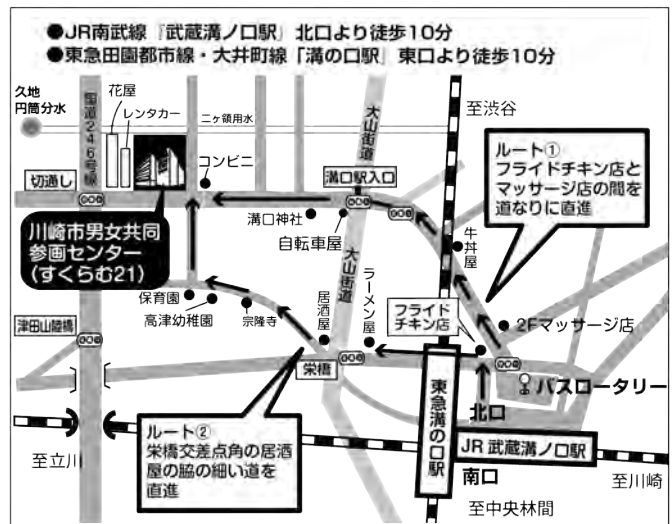 ●JR南武線『武蔵溝ノ口駅』北口より徒歩10分
●東急田園都市線・大井町線「溝の口駅」東口より徒歩10分
久地
円筒分水
国道246号線
花屋
レンタカー
二ヶ領用水
コンビニ
大山街道
至渋谷
ルート①
フライドチキン店と
マッサージ店の間を
道なりに直進
切通し
溝口駅入口
川崎市男女共同
参画センター
(すくらむ21)
溝口神社
自転車屋
牛丼
屋
大山街道
保育園
高津幼稚園
宗隆寺
居酒屋
ラーメン屋
フライド
チキン店
2Fマッサージ店
津田山陸橋
栄橋
バスロータリー
北口
東急溝の口駅
ルート②
栄橋交差点角の居酒
屋の脇の細い道を
直進
JR 武蔵溝ノ口駅
南口
至立川
至川崎
至中央林間